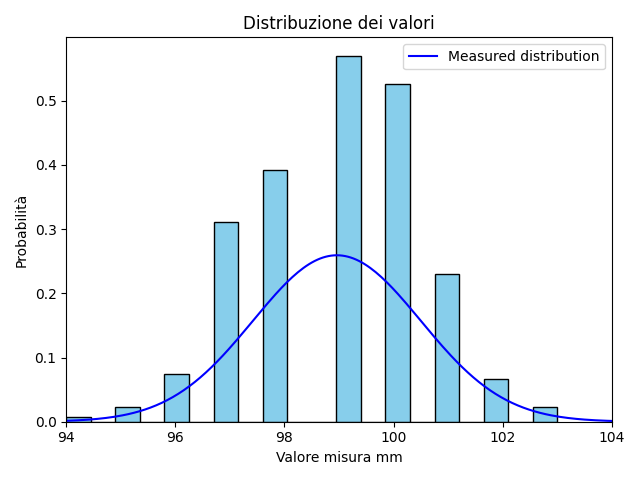 Distribuzione dei valori
Measured distribution
Probabilità
0.5
0.4
0.3
0.2
0.1
0.0
94 96 98 100 102 104
Valore misura mm